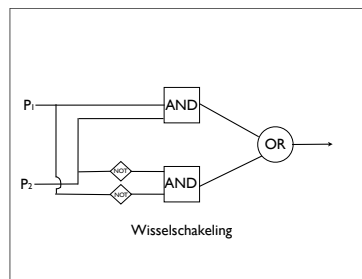 P1
AND
OR
NOT
P2
AND
NOT
Wisselschakeling